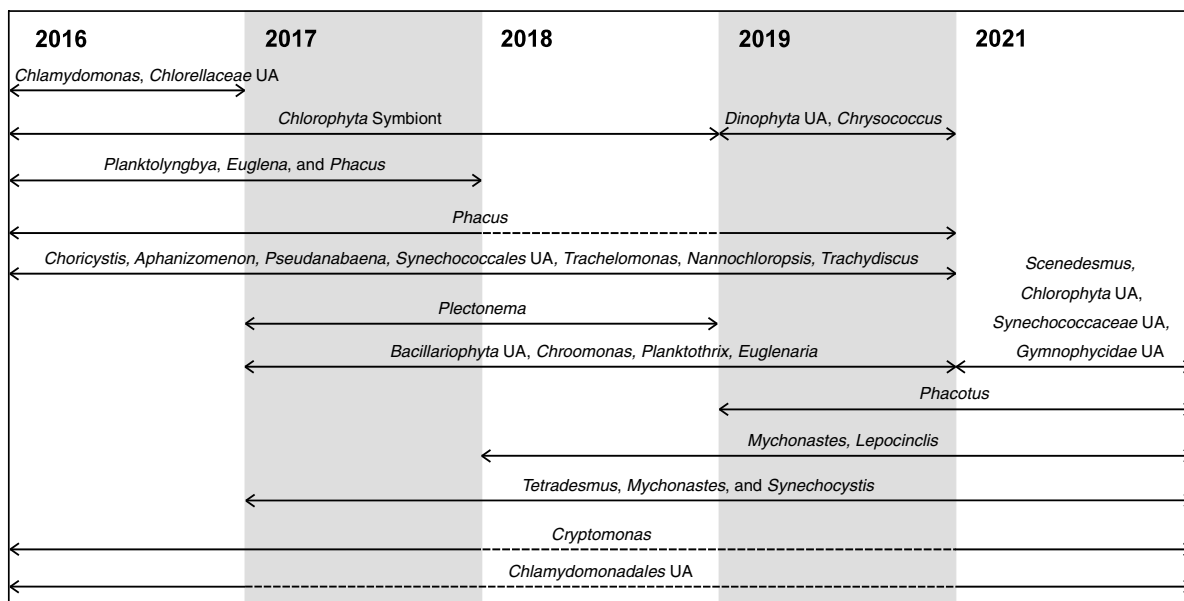 2016 2017 2018 2019 2021
Chlamydomonas, Chlorellaceae UA
Chlorophyta Symbiont
Dinophyta UA, Chrysococcus
Planktolyngbya, Euglena, and Phacus
Phacus
Choricystis, Aphanizomenon, Pseudanabaena, Synechococcales UA, Trachelomonas, Nannochloropsis, Trachydiscus
Plectonema
Bacillariophyta UA, Chroomonas, Planktothrix, Euglenaria
Scenedesmus,
Chlorophyta UA,
Synechococcaceae UA,
Gymnophycidae UA
Phacotus
Mychonastes, Lepocinclis
Tetradesmus, Mychonastes, and Synechocystis
Cryptomonas
Chlamydomonadales UA